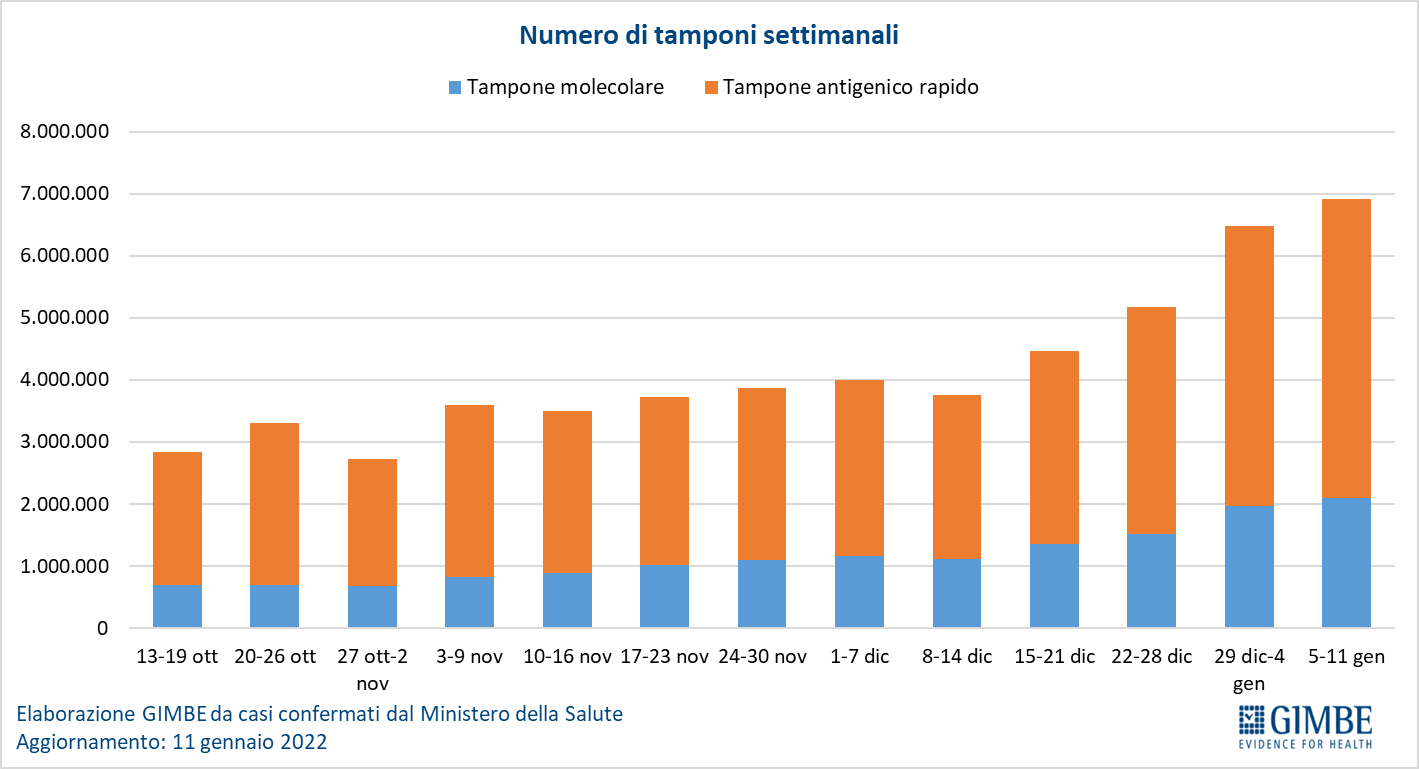 Numero di tamponi settimanali
Tampone molecolare Tampone antigenico rapido
8.000.000
7.000.000
6.000.000
5.000.000
4.000.000
3.000.000
2.000.000
1.000.000
0
13-19 ott 20-26 ott 27 ott-2 3-9 nov 10-16 nov 17-23 nov 24-30 nov 1-7 dic 8-14 dic 15-21 dic 22-28 dic 29 dic-4 5-11 gen
nov gen
Elaborazione GIMBE da casi confermati dal Ministero della Salute
Aggiornamento: 11 gennaio 2022
GIMBE
EVIDENCE FOR HEALTH